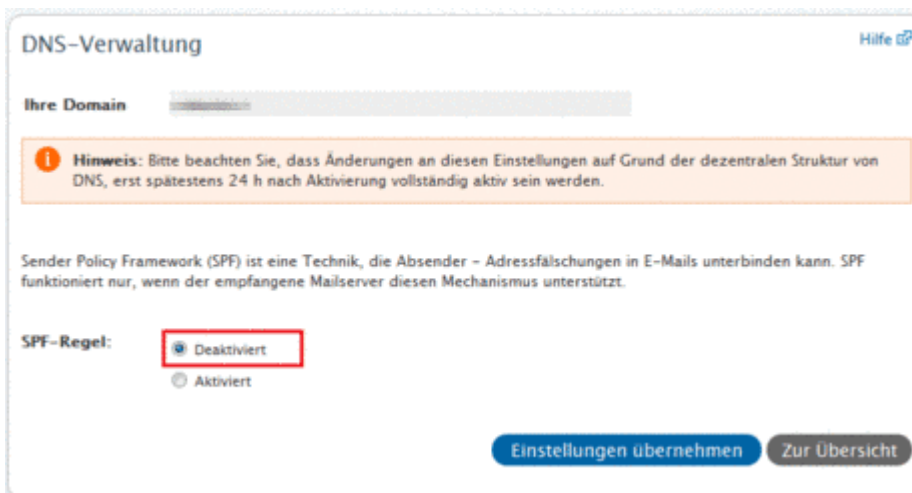 DNS-Verwaltung
Hilfe
Ihre Domain
Hinweis: Bitte beachten Sie, dass Änderungen an diesen Einstellungen auf Grund der dezentralen Struktur von
DNS, erst spätestens 24 h nach Aktivierung vollständig aktiv sein werden.
Sender Policy Framework (SPF) ist eine Technik, die Absender - Adressfälschungen in E-Mails unterbinden kann. SPF
funktioniert nur, wenn der empfangene Mailserver diesen Mechanismus unterstützt.
SPF-Regel:
Deaktiviert
Aktiviert
Einstellungen übernehmen
Zur Übersicht